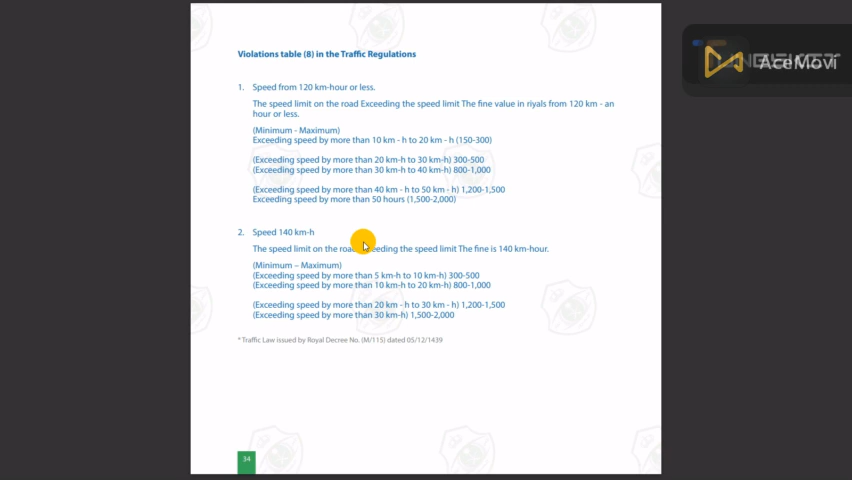 Violations table (8) in the Traffic Regulations
1. Speed from 120 km-hour or less.
The speed limit on the road Exceeding the speed limit The fine value in riyals from 120 km - an
hour or less.
(Minimum - Maximum)
Exceeding speed by more than 10 km - h to 20 km - h (150-300)
(Exceeding speed by more than 20 km-h to 30 km-h) 300-500
(Exceeding speed by more than 30 km-h to 40 km-h) 800-1,000
(Exceeding speed by more than 40 km - h to 50 km - h) 1,200-1,500
Exceeding speed by more than 50 hours (1,500-2,000)
2. Speed 140 km-h
The speed limit on the road eeding the speed limit The fine is 140 km-hour.
(Minimum – Maximum)
(Exceeding speed by more than 5 km-h to 10 km-h) 300-500
(Exceeding speed by more than 10 km-h to 20 km-h) 800-1,000
(Exceeding speed by more than 20 km - h to 30 km - h) 1,200-1,500
(Exceeding speed by more than 30 km-h) 1,500-2,000
* Traffic Law issued by Royal Decree No. (M/115) dated 05/12/1439
34
AceMovi